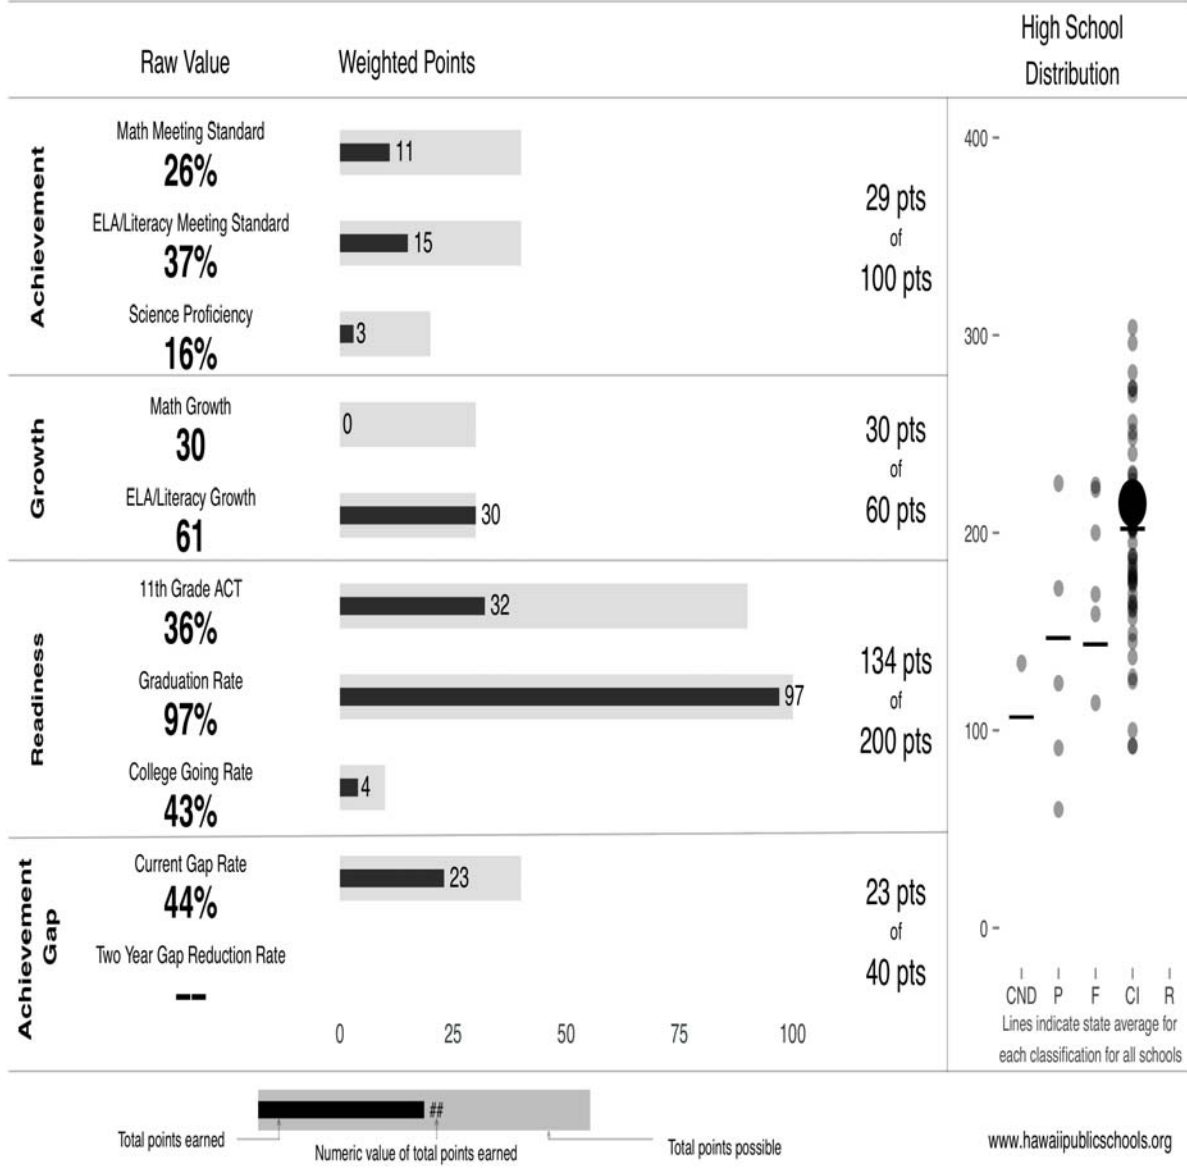 Raw Value
Weighted Points
High School
Distribution
Achievement
Math Meeting Standard
26%
11
ELA/Literacy Meeting Standard
37%
15
Science Proficiency
16%
3
29 pts
of
100 pts
Growth
Math Growth
30
0
ELA/Literacy Growth
61
30
30 pts
of
60 pts
Readiness
11th Grade ACT
36%
32
Graduation Rate
97%
97
College Going Rate
43%
4
134 pts
of
200 pts
Achievement
Gap
Current Gap Rate
44%
23
Two Year Gap Reduction Rate
--
23 pts
of
40 pts
0 25 50 75 100
400
300
200
100
0
CND P F CI R
Lines indicate state average for
each classification for all schools
##
Total points earned
Numeric value of total points earned
Total points possible
www.hawaiipublicschools.org